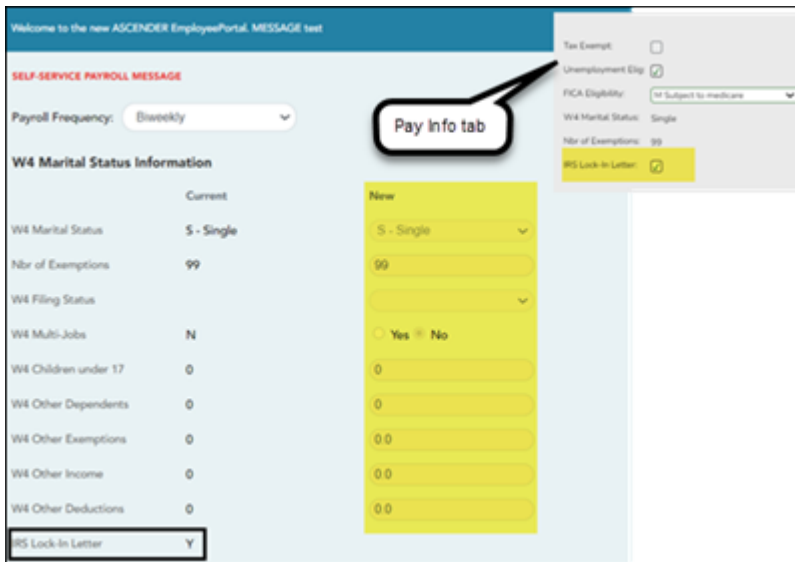 Welcome to the new ASCENDER EmployeePortal. MESSAGE test
SELF-SERVICE PAYROLL MESSAGE
Payroll Frequency: Biweekly
W4 Marital Status Information
Current New
W4 Marital Status S - Single S - Single
Nbr of Exemptions 99 99
W4 Filing Status
W4 Multi-Jobs N Yes No
W4 Children under 17 0 0
W4 Other Dependents 0 0
W4 Other Exemptions 0 0.0
W4 Other Income 0 0.0
W4 Other Deductions 0 0.0
IRS Lock-In Letter Y
Pay Info tab
Tax Exempt:
Unemployment Elig:
FICA Eligibility: M Subject to medicare
W4 Marital Status: Single
Nbr of Exemptions: 99
IRS Lock-In Letter: